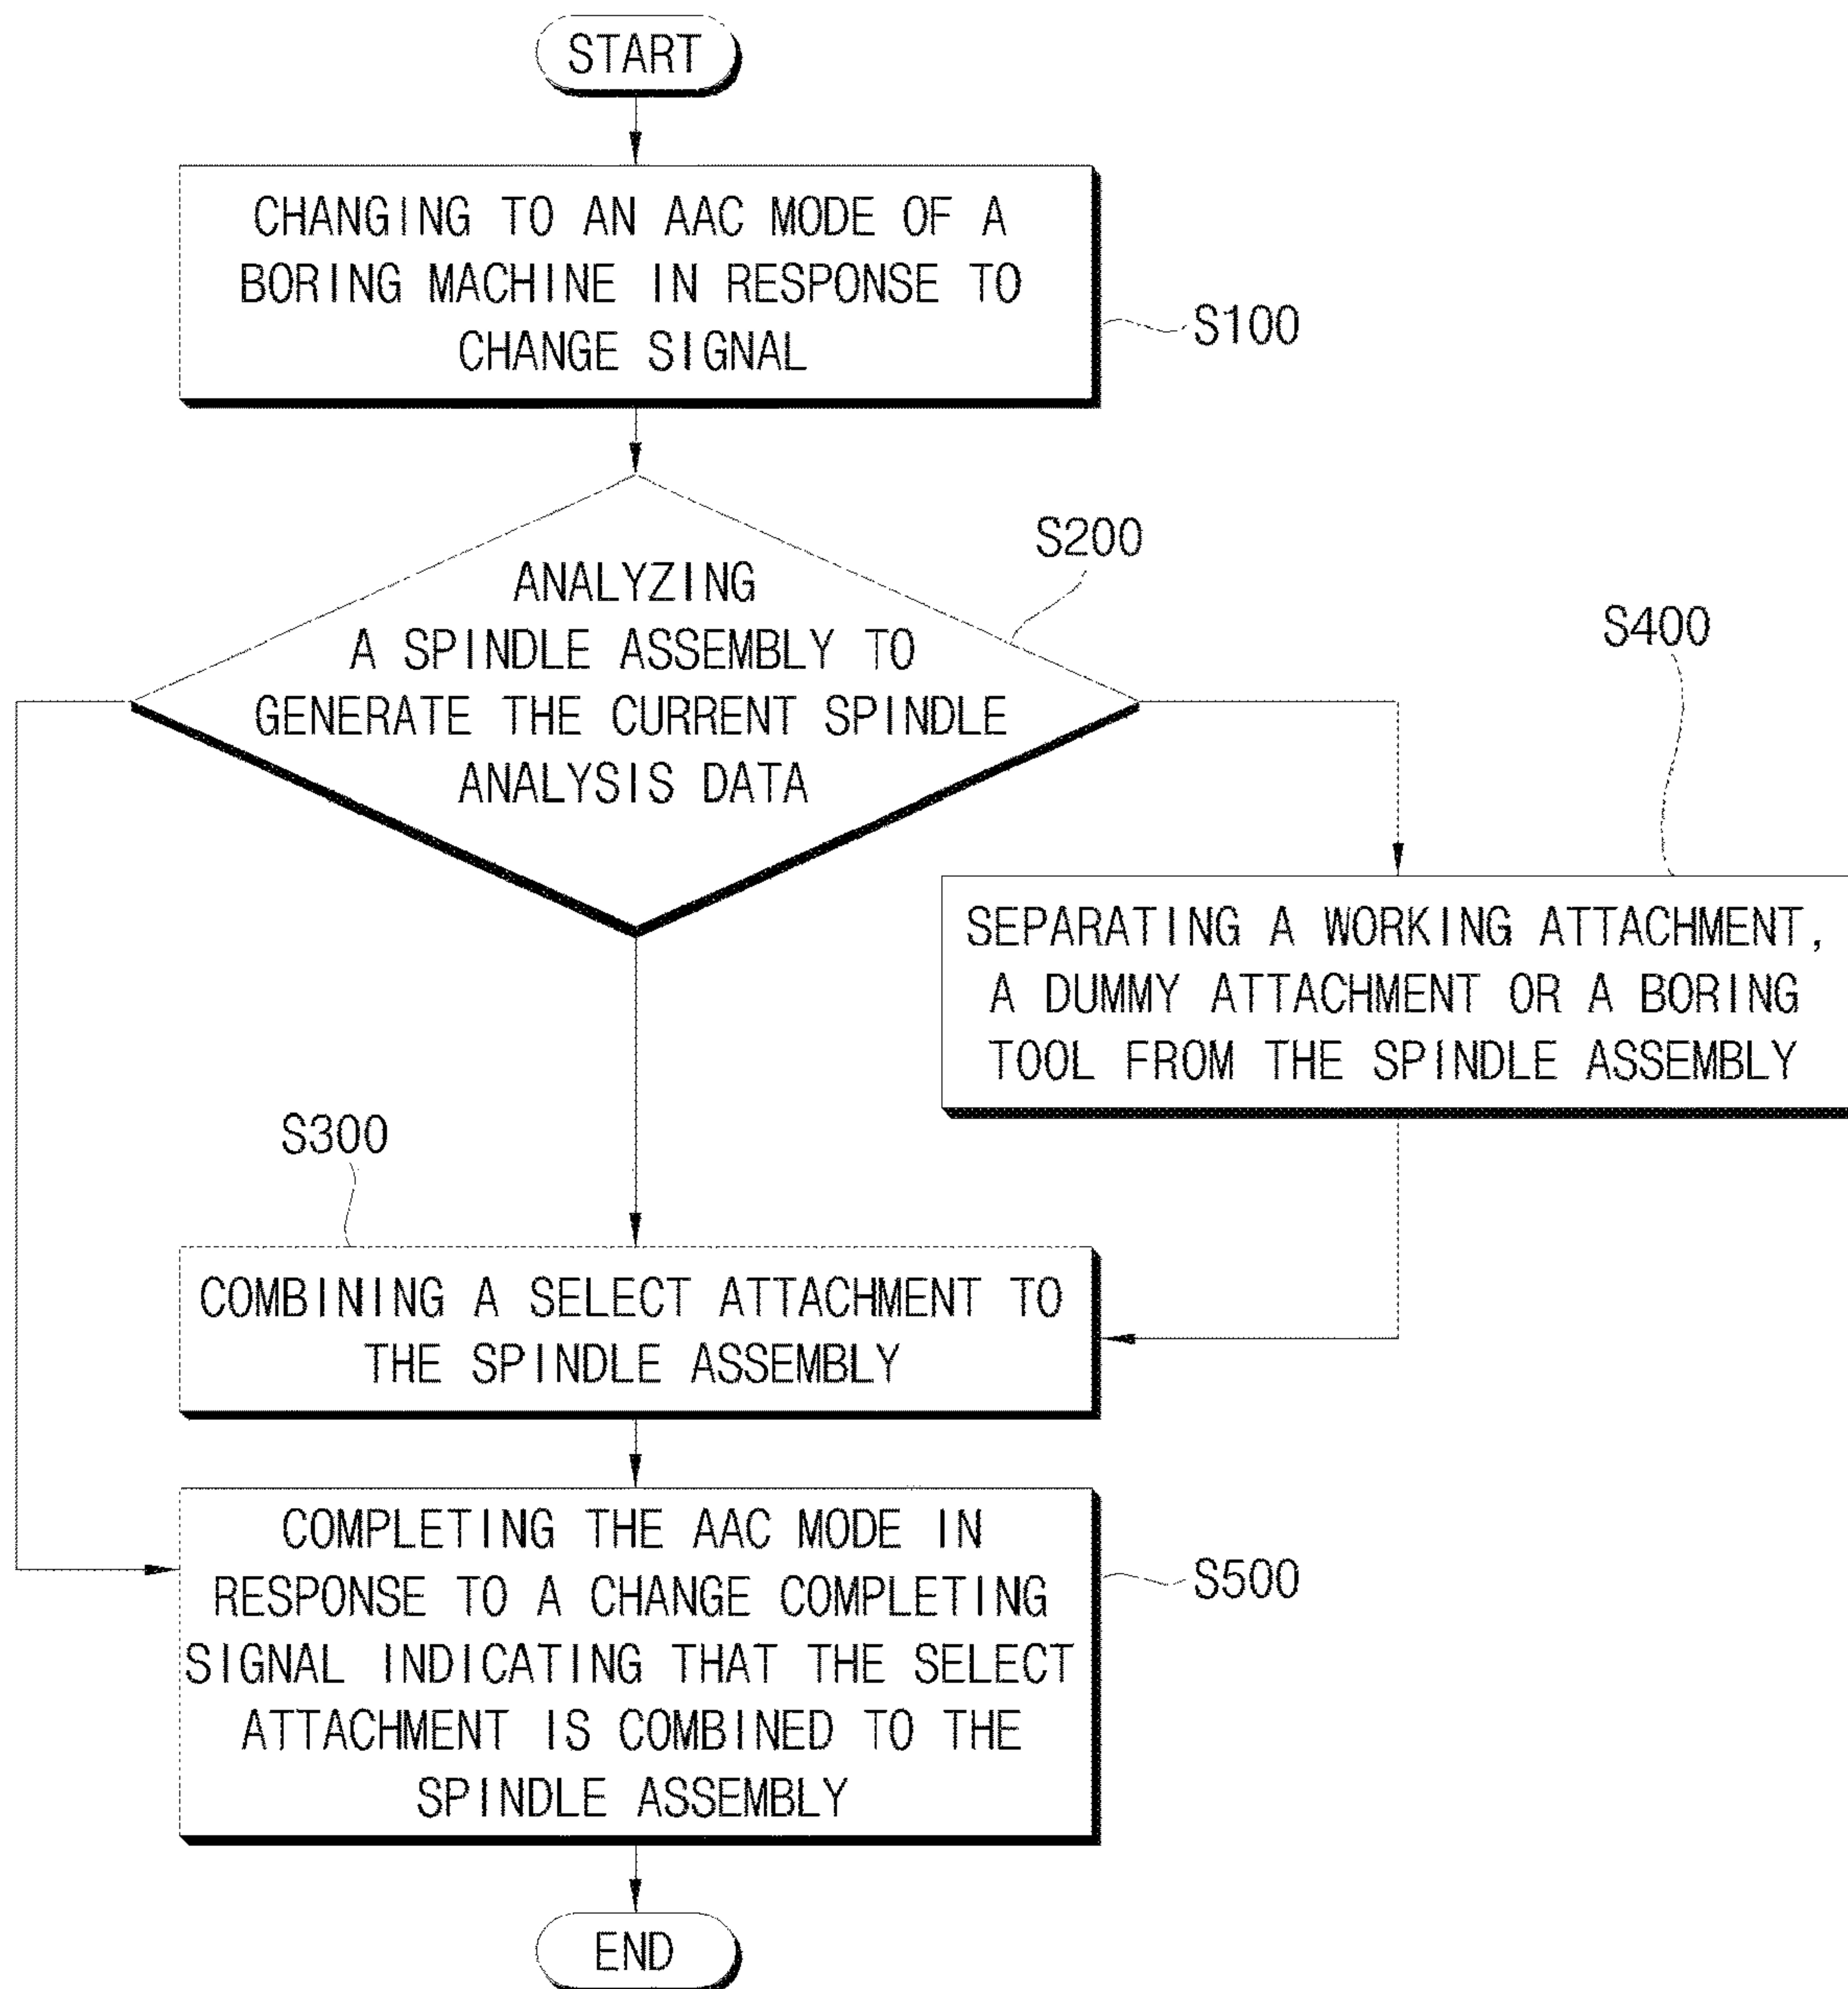 START
CHANGING TO AN AAC MODE OF A
BORING MACHINE IN RESPONSE TO
CHANGE SIGNAL
S100
S200
ANALYZING
A SPINDLE ASSEMBLY TO
GENERATE THE CURRENT SPINDLE
ANALYSIS DATA
S400
SEPARATING A WORKING ATTACHMENT,
A DUMMY ATTACHMENT OR A BORING
TOOL FROM THE SPINDLE ASSEMBLY
S300
COMBINING A SELECT ATTACHMENT TO
THE SPINDLE ASSEMBLY
COMPLETING THE AAC MODE IN
RESPONSE TO A CHANGE COMPLETING
SIGNAL INDICATING THAT THE SELECT
ATTACHMENT IS COMBINED TO THE
SPINDLE ASSEMBLY
S500
END